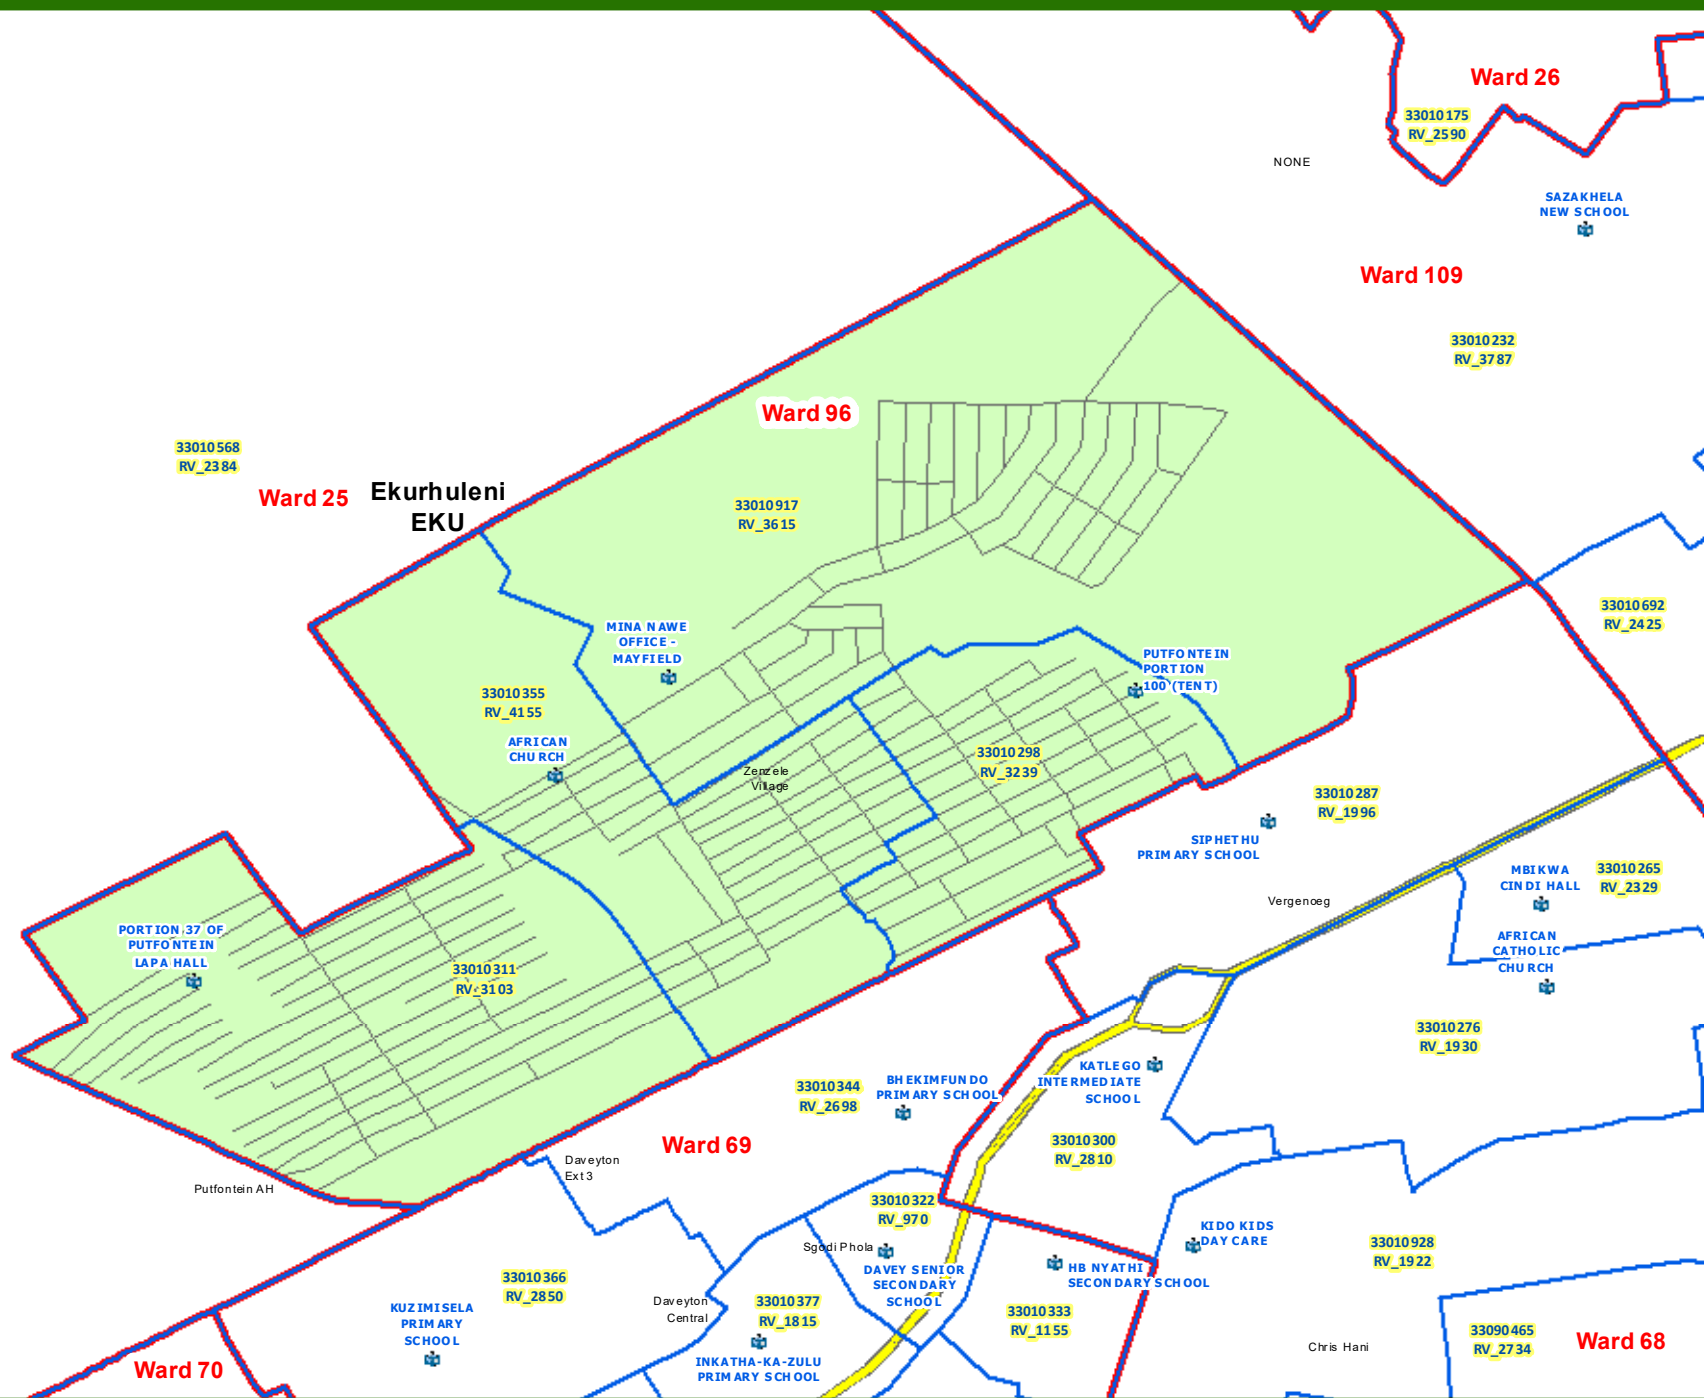 Ward 26
33010175
RV_2590
NONE
SAZAKHELA
NEW SCHOOL
Ward 109
33010232
RV_3787
Ward 96
33010568
RV_2384
Ward 25
Ekurhuleni
EKU
33010917
RV_3615
33010692
RV_2425
MINA NAWE
OFFICE -
MAYFIELD
PUTFONTEIN
PORTION
100 (TENT)
33010355
RV_4155
AFRICAN
CHURCH
33010298
RV_3239
Zenzele
Village
33010287
RV_1996
SIPHETHU
PRIMARY SCHOOL
MBIKWA
CINDI HALL
33010265
RV_2329
Vergenoeg
PORTION 37 OF
PUTFONTEIN
LAPA HALL
AFRICAN
CATHOLIC
CHURCH
33010311
RV_3103
33010276
RV_1930
KATLEGO
INTERMEDIATE
SCHOOL
33010344
RV_2698
BHEKIMFUNDO
PRIMARY SCHOOL
Ward 69
33010300
RV_2810
Daveyton
Ext 3
Putfontein AH
33010322
RV_970
KIDO KIDS
DAY CARE
Sgodi Phola
33010928
RV_1922
DAVEY SENIOR
SECONDARY
SCHOOL
HB NYATHI
SECONDARY SCHOOL
33010366
RV_2850
Daveyton
Central
33010377
RV_1815
33010333
RV_1155
KUZIMISELA
PRIMARY
SCHOOL
Chris Hani
33090465
RV_2734
Ward 68
INKATHA-KA-ZULU
PRIMARY SCHOOL
Ward 70